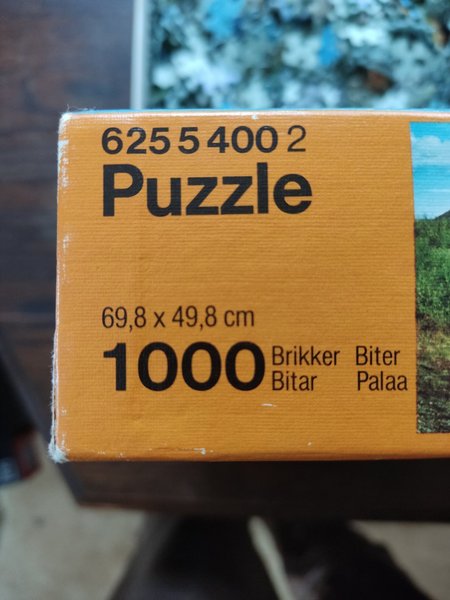 625 5 400 2
Puzzle
69,8 x 49,8 cm
1000 Brikker Biter
Bitar Palaa